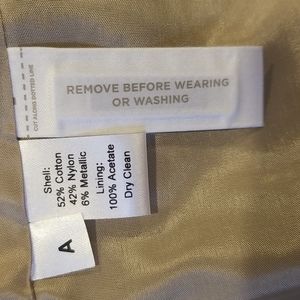 CUT ALONG DOTTED LINE
REMOVE BEFORE WEARING
OR WASHING
Shell:
52% Cotton
42% Nylon
6% Metallic
Lining:
100% Acetate
Dry Clean
A